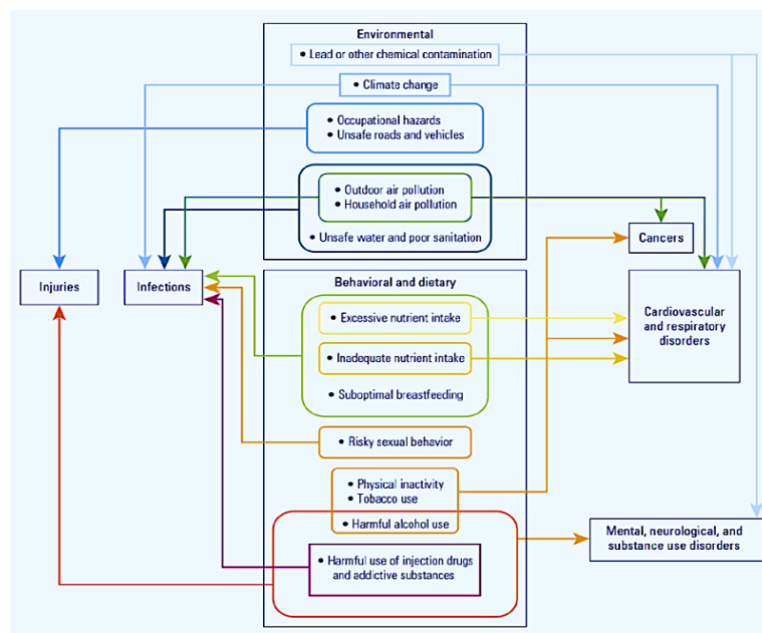 Environmental
• Lead or other chemical contamination
• Climate change
• Occupational hazards
• Unsafe roads and vehicles
• Outdoor air pollution
• Household air pollution
• Unsafe water and poor sanitation
Cancers
Injuries
Infections
Behavioral and dietary
• Excessive nutrient intake
• Inadequate nutrient intake
• Suboptimal breastfeeding
Cardiovascular
and respiratory
disorders
• Risky sexual behavior
• Physical inactivity
• Tobacco use
• Harmful alcohol use
• Harmful use of injection drugs
and addictive substances
Mental, neurological, and
substance use disorders